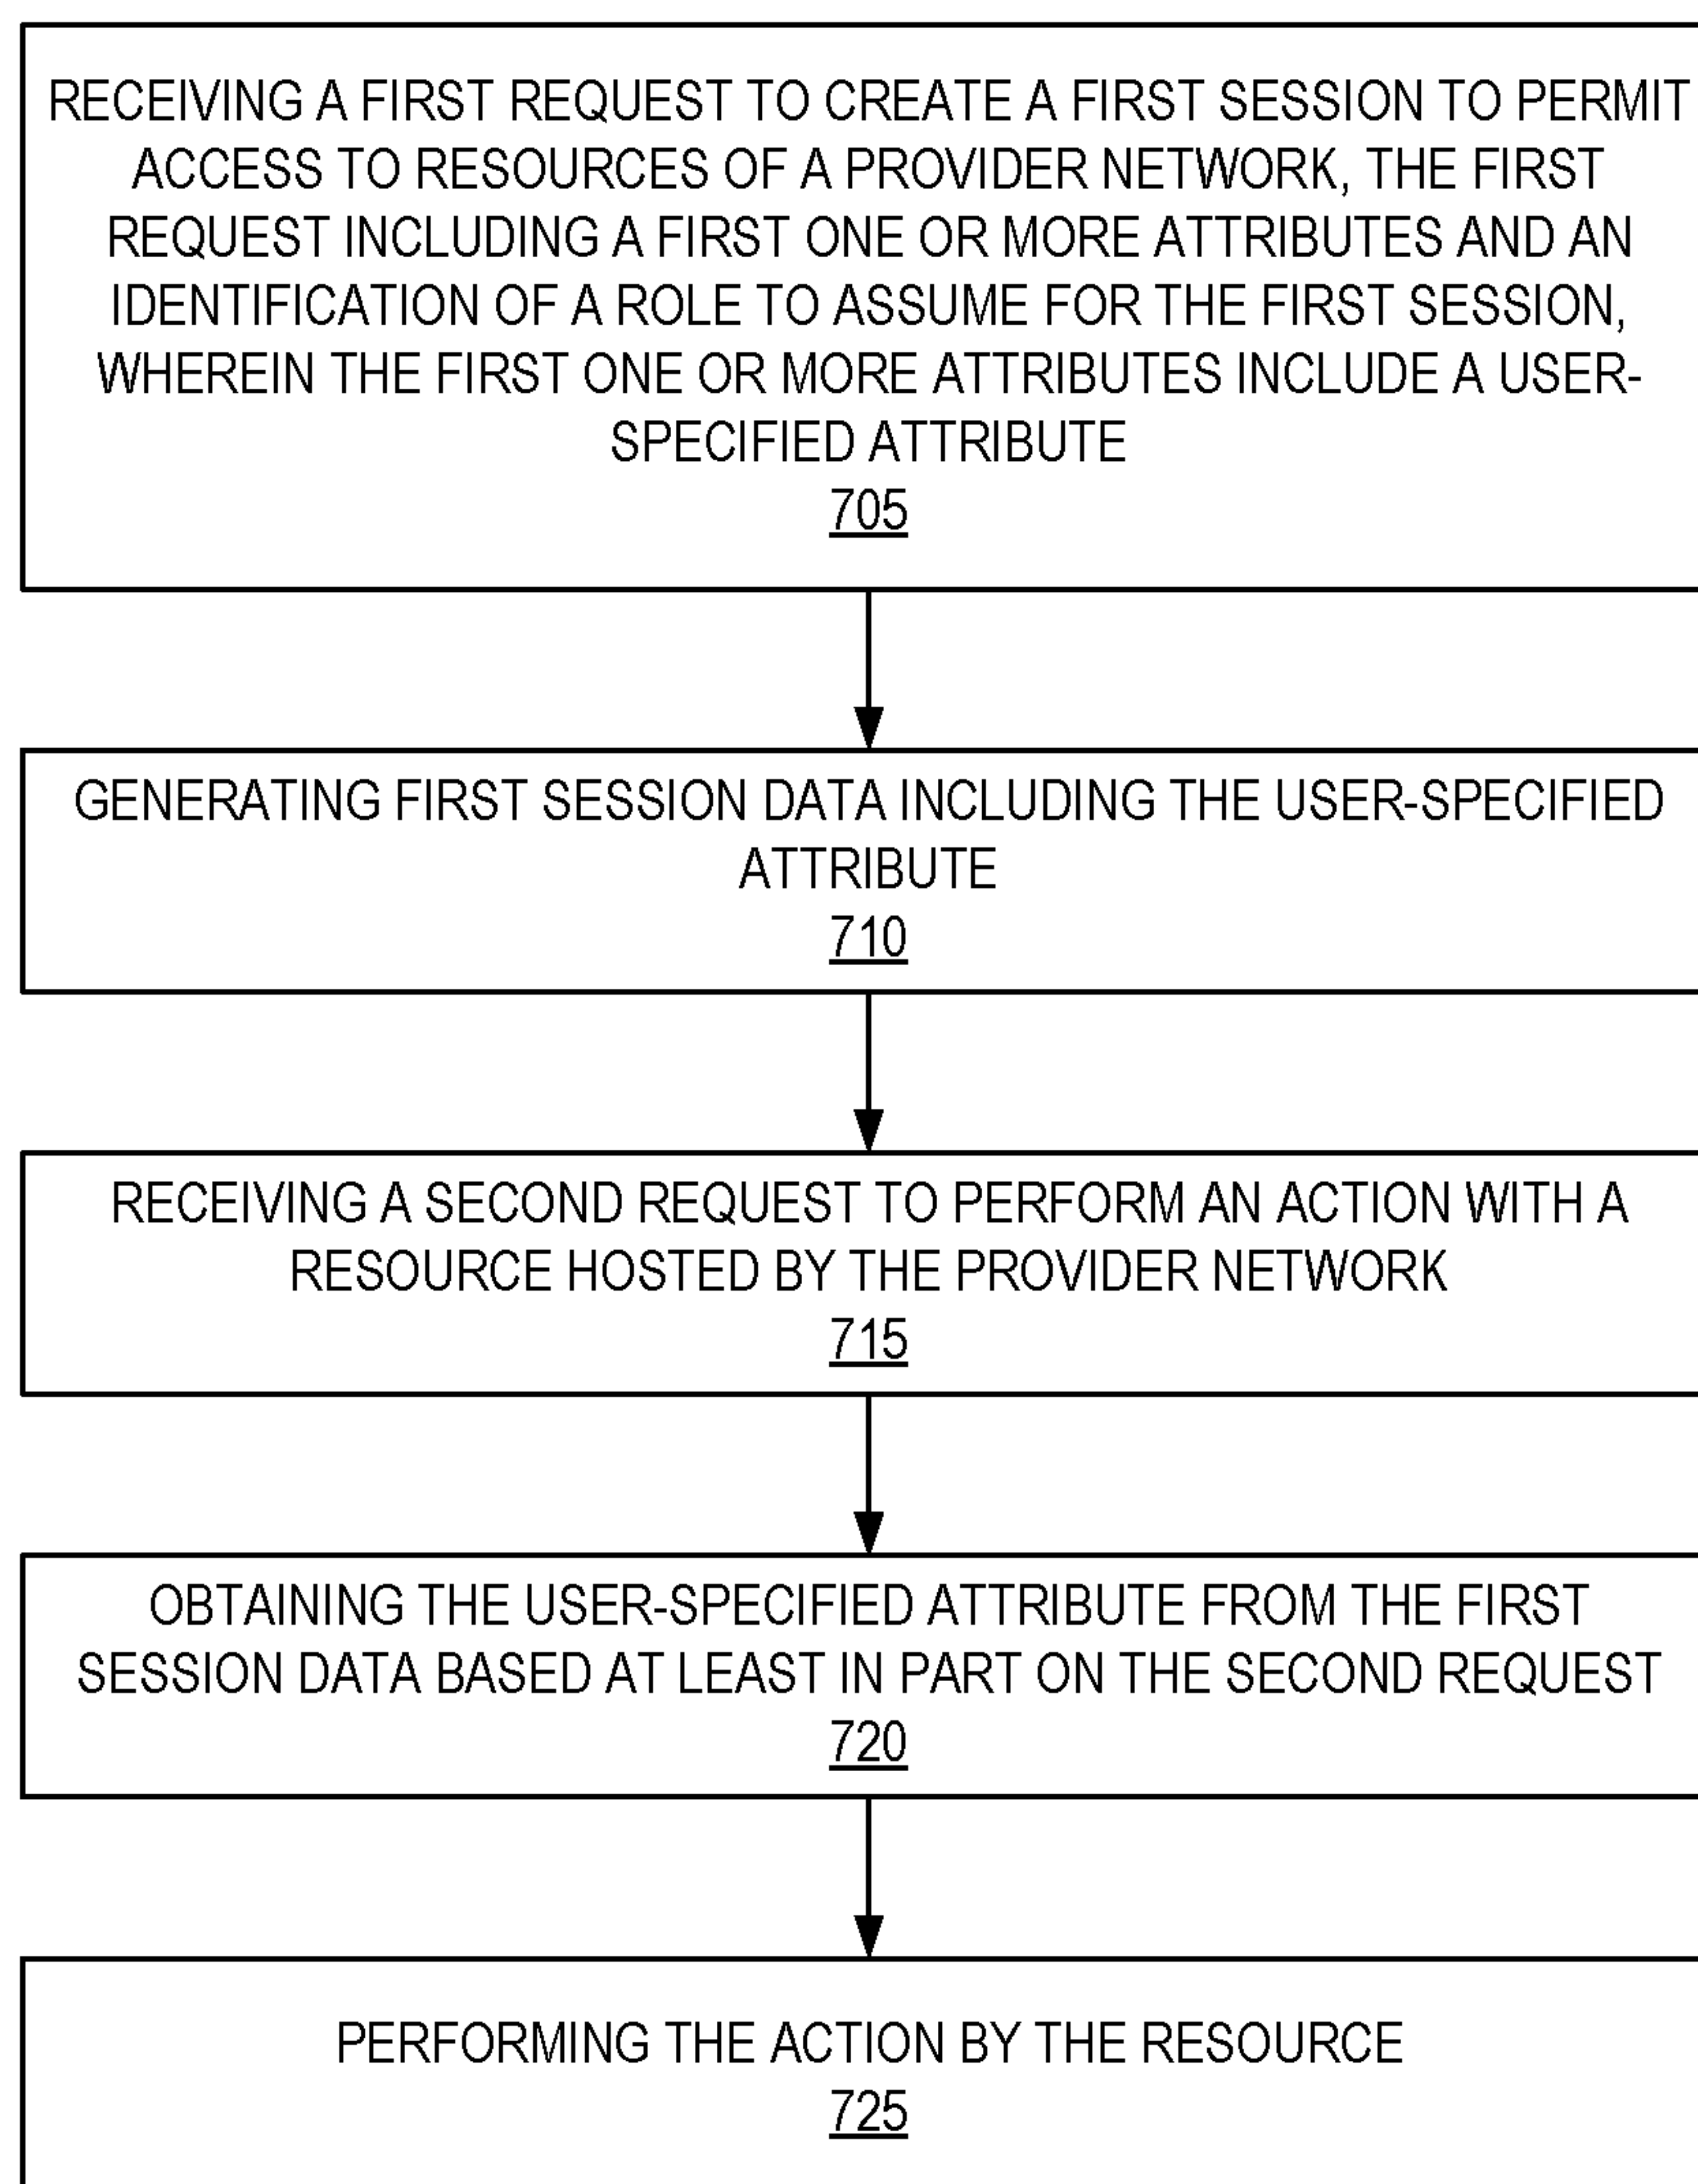 RECEIVING A FIRST REQUEST TO CREATE A FIRST SESSION TO PERMIT
ACCESS TO RESOURCES OF A PROVIDER NETWORK, THE FIRST
REQUEST INCLUDING A FIRST ONE OR MORE ATTRIBUTES AND AN
IDENTIFICATION OF A ROLE TO ASSUME FOR THE FIRST SESSION,
WHEREIN THE FIRST ONE OR MORE ATTRIBUTES INCLUDE A USER-
SPECIFIED ATTRIBUTE
705
GENERATING FIRST SESSION DATA INCLUDING THE USER-SPECIFIED
ATTRIBUTE
710
RECEIVING A SECOND REQUEST TO PERFORM AN ACTION WITH A
RESOURCE HOSTED BY THE PROVIDER NETWORK
715
OBTAINING THE USER-SPECIFIED ATTRIBUTE FROM THE FIRST
SESSION DATA BASED AT LEAST IN PART ON THE SECOND REQUEST
720
PERFORMING THE ACTION BY THE RESOURCE
725